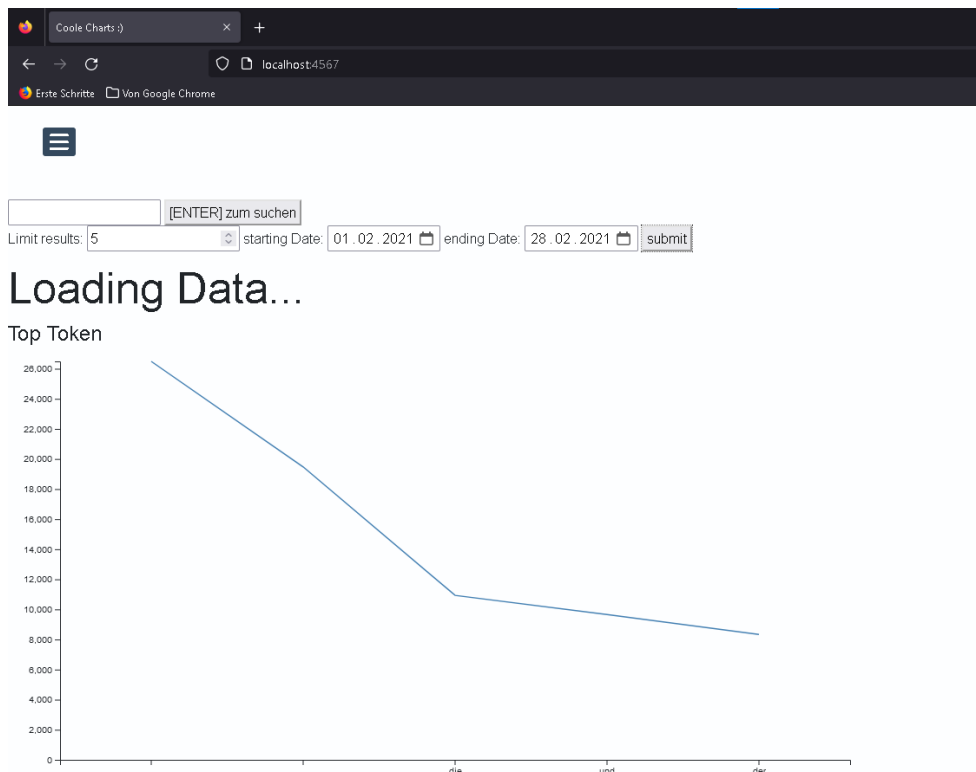 Coole Charts :)
localhost:4567
Erste Schritte Von Google Chrome
[ENTER] zum suchen
Limit results: 5 starting Date: 01.02.2021 ending Date: 28.02.2021 submit
Loading Data...
Top Token
26,000
24,000
22,000
20,000
18,000
16,000
14,000
12,000
10,000
8,000
6,000
4,000
2,000
0
die und der